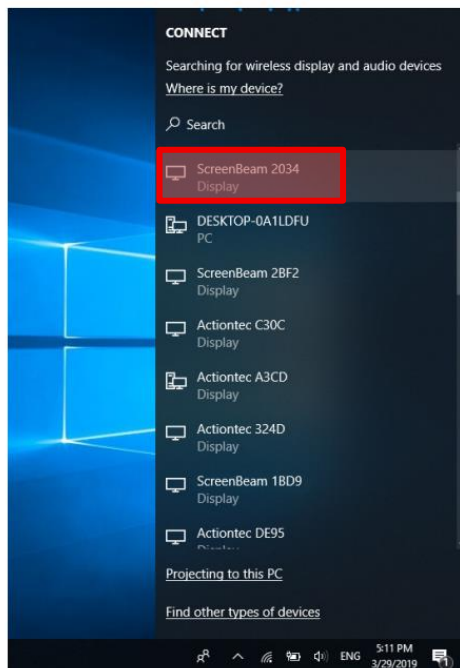 CONNECT
Searching for wireless display and audio devices
Where is my device?
Search
ScreenBeam 2034
Display
DESKTOP-0A1LDFU
PC
ScreenBeam 2BF2
Display
Actiontec C30C
Display
Actiontec A3CD
Display
Actiontec 324D
Display
ScreenBeam 1BD9
Display
Actiontec DE95
Display
Projecting to this PC
Find other types of devices
ENG
5:11 PM
3/29/2019
1